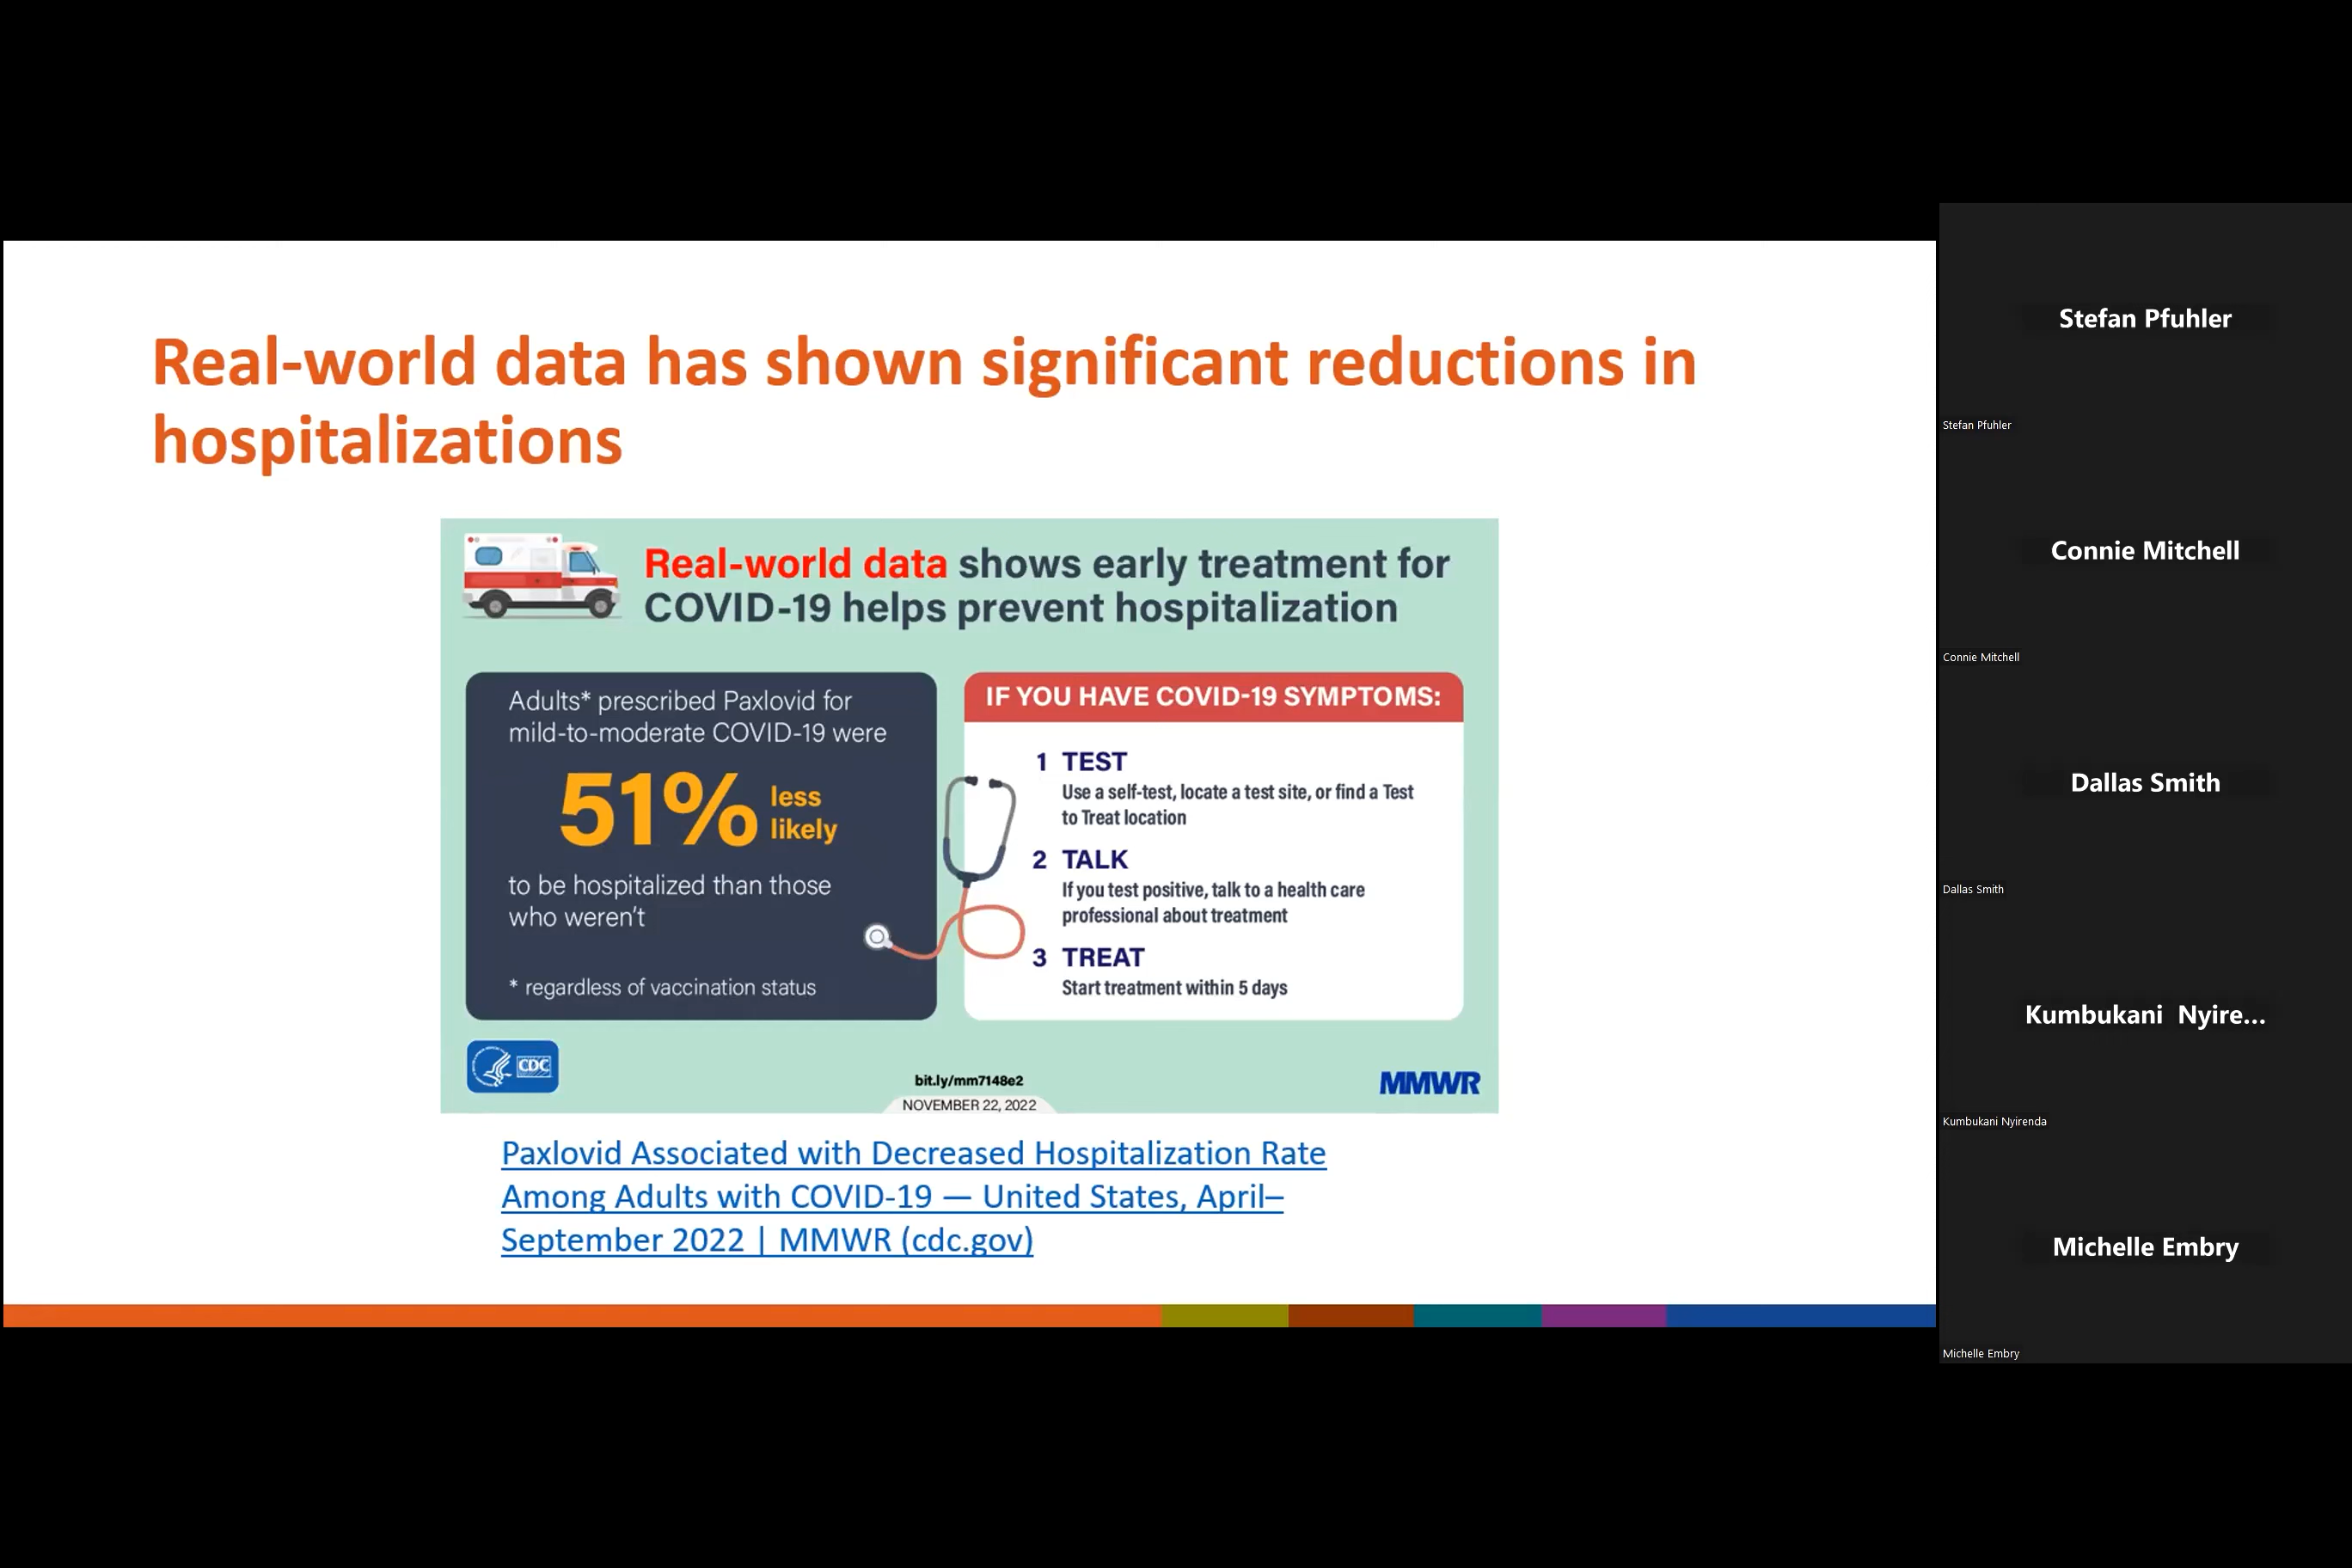 Real-world data has shown significant reductions in
hospitalizations
Real-world data shows early treatment for
COVID-19 helps prevent hospitalization
Adults* prescribed Paxlovid for
mild-to-moderate COVID-19 were
51% less
likely
to be hospitalized than those
who weren't
* regardless of vaccination status
IF YOU HAVE COVID-19 SYMPTOMS:
1 TEST
Use a self-test, locate a test site, or find a Test
to Treat location
2 TALK
If you test positive, talk to a health care
professional about treatment
3 TREAT
Start treatment within 5 days
CDC
bit.ly/mm7148e2
NOVEMBER 22, 2022
MMWR
Paxlovid Associated with Decreased Hospitalization Rate
Among Adults with COVID-19 — United States, April–
September 2022 | MMWR (cdc.gov)
Stefan Pfuhler
Stefan Pfuhler
Connie Mitchell
Connie Mitchell
Dallas Smith
Dallas Smith
Kumbukani Nyire...
Kumbukani Nyirenda
Michelle Embry
Michelle Embry